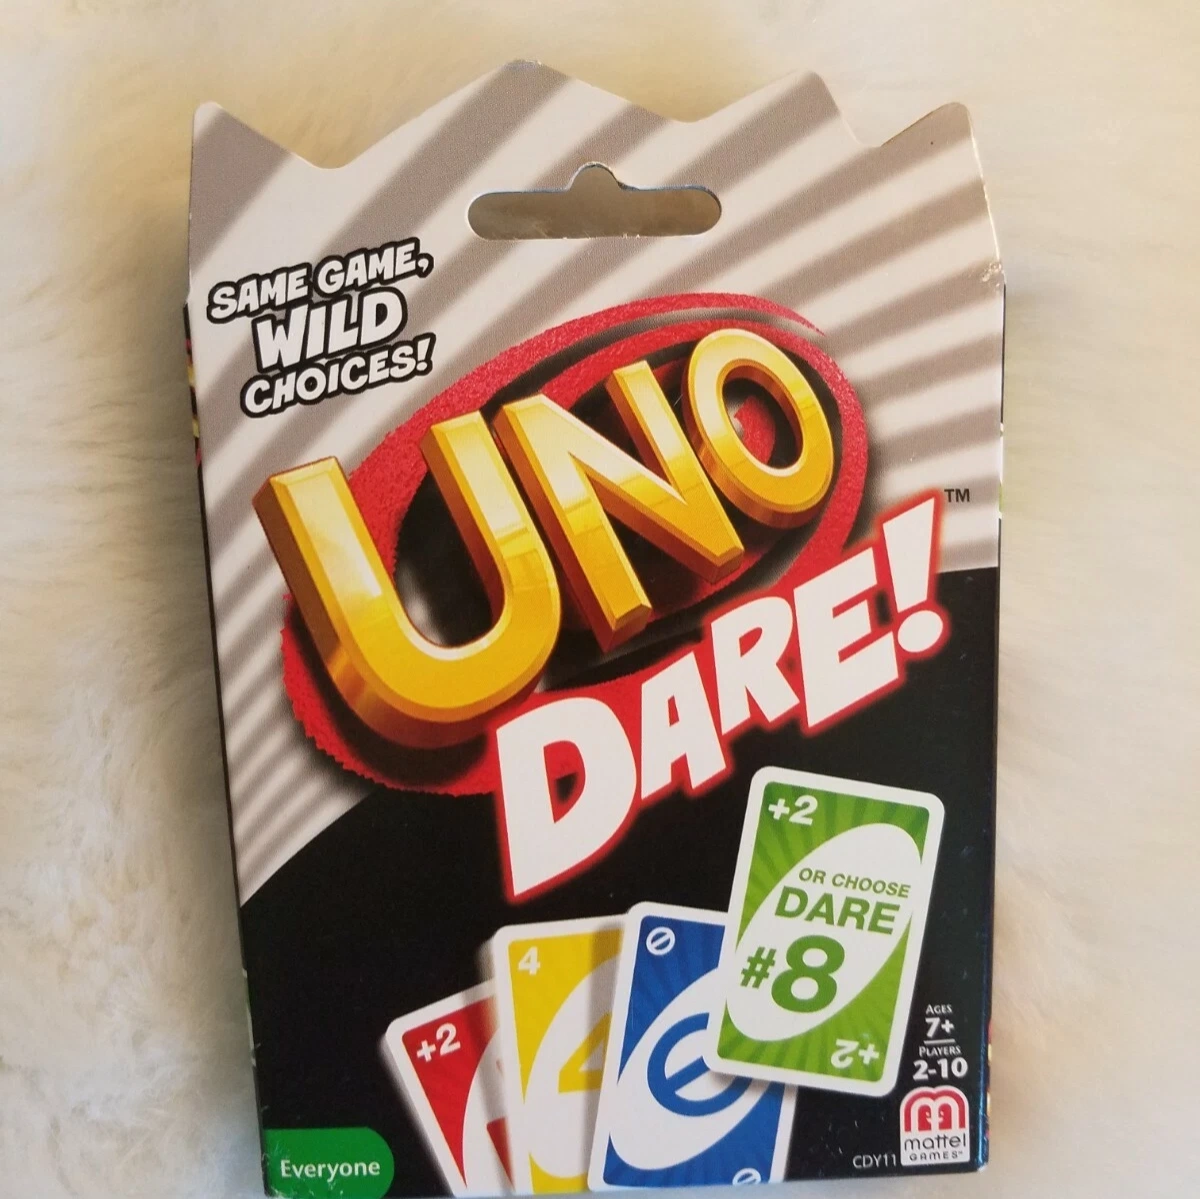 SAME GAME,
WILD
CHOICES!
UNO
DARE!
™
+2
OR CHOOSE
DARE
#8
+2
4
+2
AGES
7+
PLAYERS
2-10
mattel
GAMES™
CDY11
Everyone